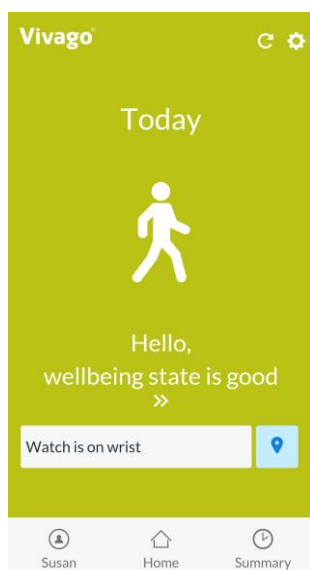 Vivago
Today
Hello,
wellbeing state is good
»
Watch is on wrist
Susan
Home
Summary